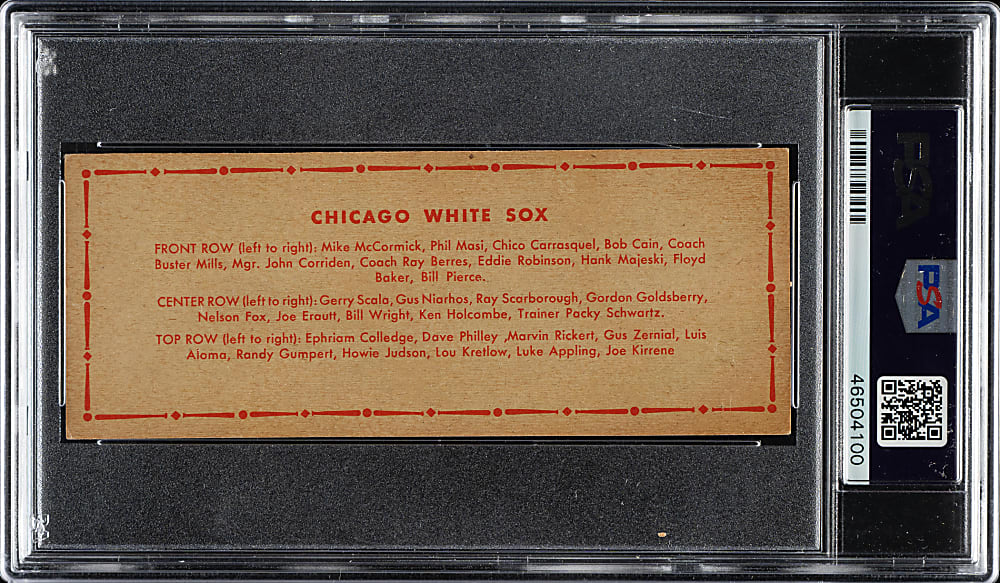 CHICAGO WHITE SOX
FRONT ROW (left to right): Mike McCormick, Phil Masi, Chico Carrasquel, Bob Cain, Coach
Buster Mills, Mgr. John Corriden, Coach Ray Berres, Eddie Robinson, Hank Majeski, Floyd
Baker, Bill Pierce.
CENTER ROW (left to right): Gerry Scala, Gus Niarhos, Ray Scarborough, Gordon Goldsberry,
Nelson Fox, Joe Erautt, Bill Wright, Ken Holcombe, Trainer Packy Schwartz.
TOP ROW (left to right): Ephriam Colledge, Dave Philley ,Marvin Rickert, Gus Zernial, Luis
Aioma, Randy Gumpert, Howie Judson, Lou Kretlow, Luke Appling, Joe Kirrene
PSA
PSA
46504100